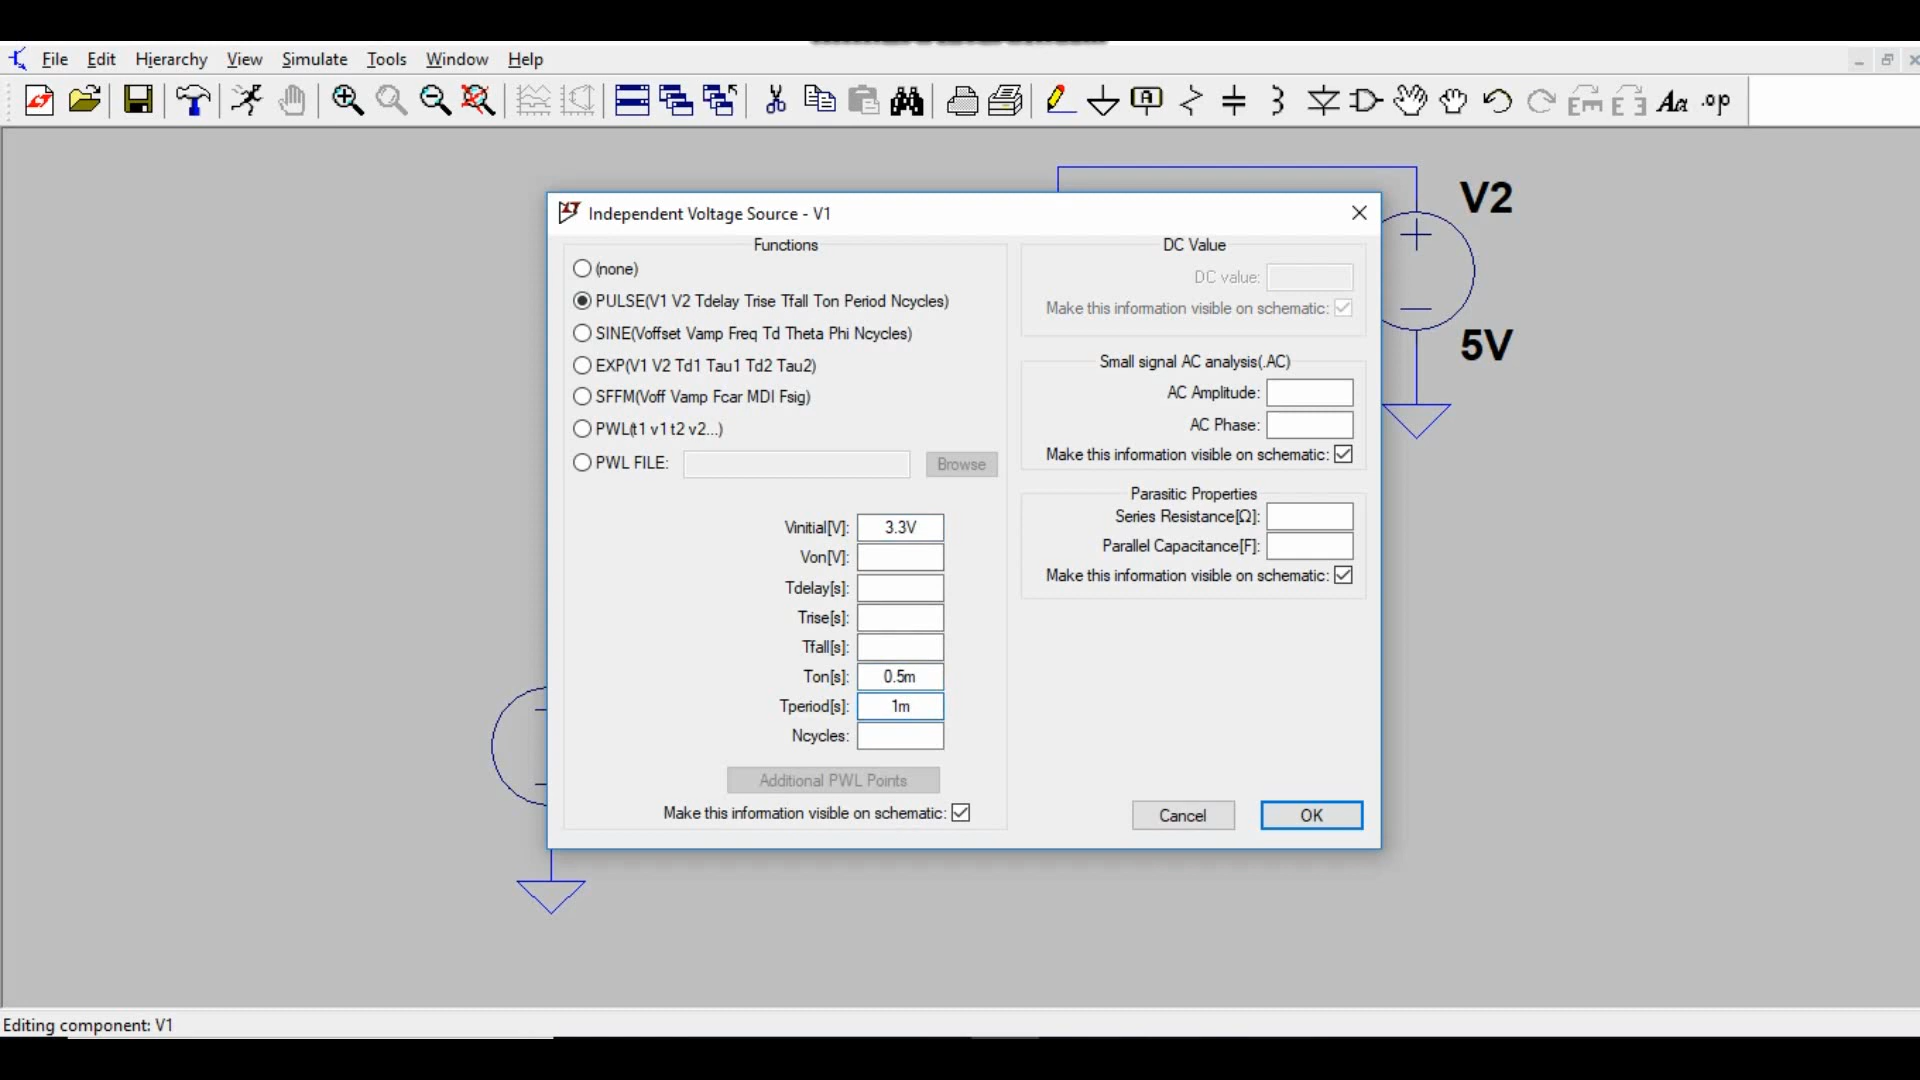 File Edit Hierarchy View Simulate Tools Window Help
A Aa .op
Independent Voltage Source - V1
Functions
(none)
PULSE(V1 V2 Tdelay Trise Tfall Ton Period Ncycles)
SINE(Voffset Vamp Freq Td Theta Phi Ncycles)
EXP(V1 V2 Td1 Tau1 Td2 Tau2)
SFFM(Voff Vamp Fcar MDI Fsig)
PWL(t1 v1 t2 v2...)
PWL FILE: Browse
Vinitial[V]: 3.3V
Von[V]:
Tdelay[s]:
Trise[s]:
Tfall[s]:
Ton[s]: 0.5m
Tperiod[s]: 1m
Ncycles:
Additional PWL Points
Make this information visible on schematic:
DC Value
DC value:
Make this information visible on schematic:
Small signal AC analysis(.AC)
AC Amplitude:
AC Phase:
Make this information visible on schematic:
Parasitic Properties
Series Resistance[Ω]:
Parallel Capacitance[F]:
Make this information visible on schematic:
Cancel OK
V2
5V
Editing component: V1